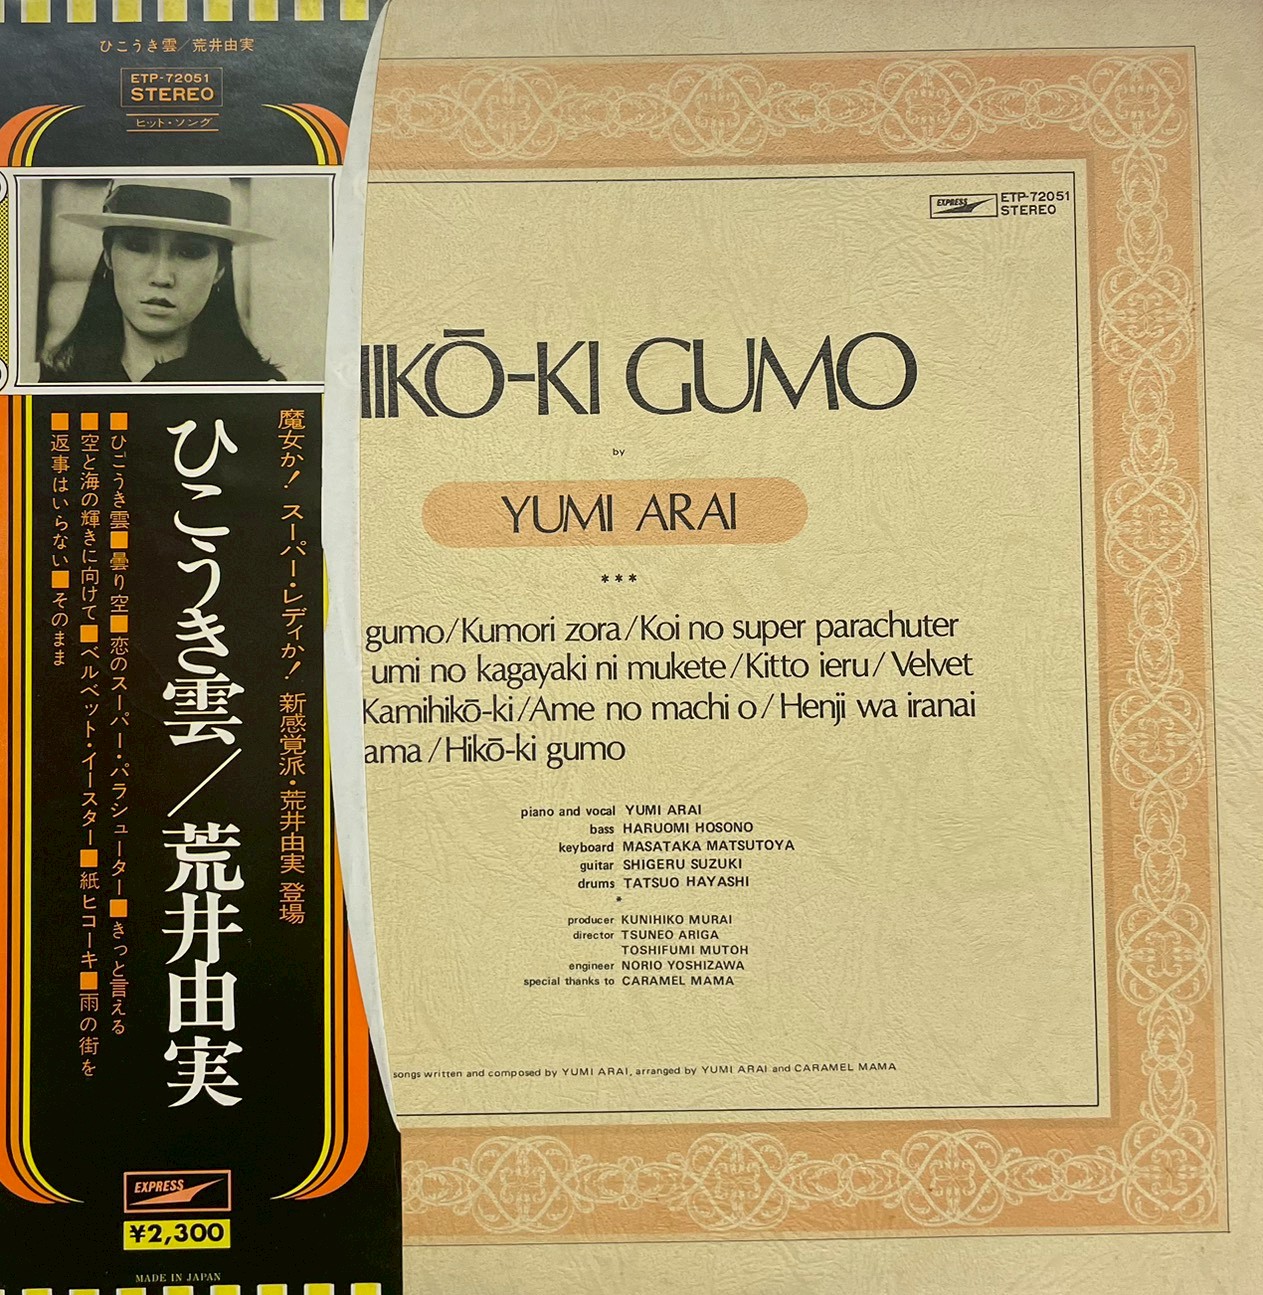 ひこうき雲/荒井由実
ETP-72051
STEREO
ヒット・ソング
魔女か! スーパー・レディか! 新感覚派・荒井由実 登場
ひこうき雲/荒井由実
■ひこうき雲■曇り空■恋のスーパー・パラシューター■きっと言える
■空と海の輝きに向けて■ベルベット・イースター■紙ヒコーキ■雨の街を
■返事はいらない■そのまま
EXPRESS
¥2,300
MADE IN JAPAN
EXPRESS
ETP-72051
STEREO
HIKŌ-KI GUMO
by
YUMI ARAI
***
gumo/Kumori zora/Koi no super parachuter
umi no kagayaki ni mukete/Kitto ieru/Velvet
Kamihikō-ki/Ame no machi o/Henji wa iranai
ama/Hikō-ki gumo
piano and vocal YUMI ARAI
bass HARUOMI HOSONO
keyboard MASATAKA MATSUTOYA
guitar SHIGERU SUZUKI
drums TATSUO HAYASHI
*
producer KUNIHIKO MURAI
director TSUNEO ARIGA
TOSHIFUMI MUTOH
engineer NORIO YOSHIZAWA
special thanks to CARAMEL MAMA
songs written and composed by YUMI ARAI, arranged by YUMI ARAI and CARAMEL MAMA